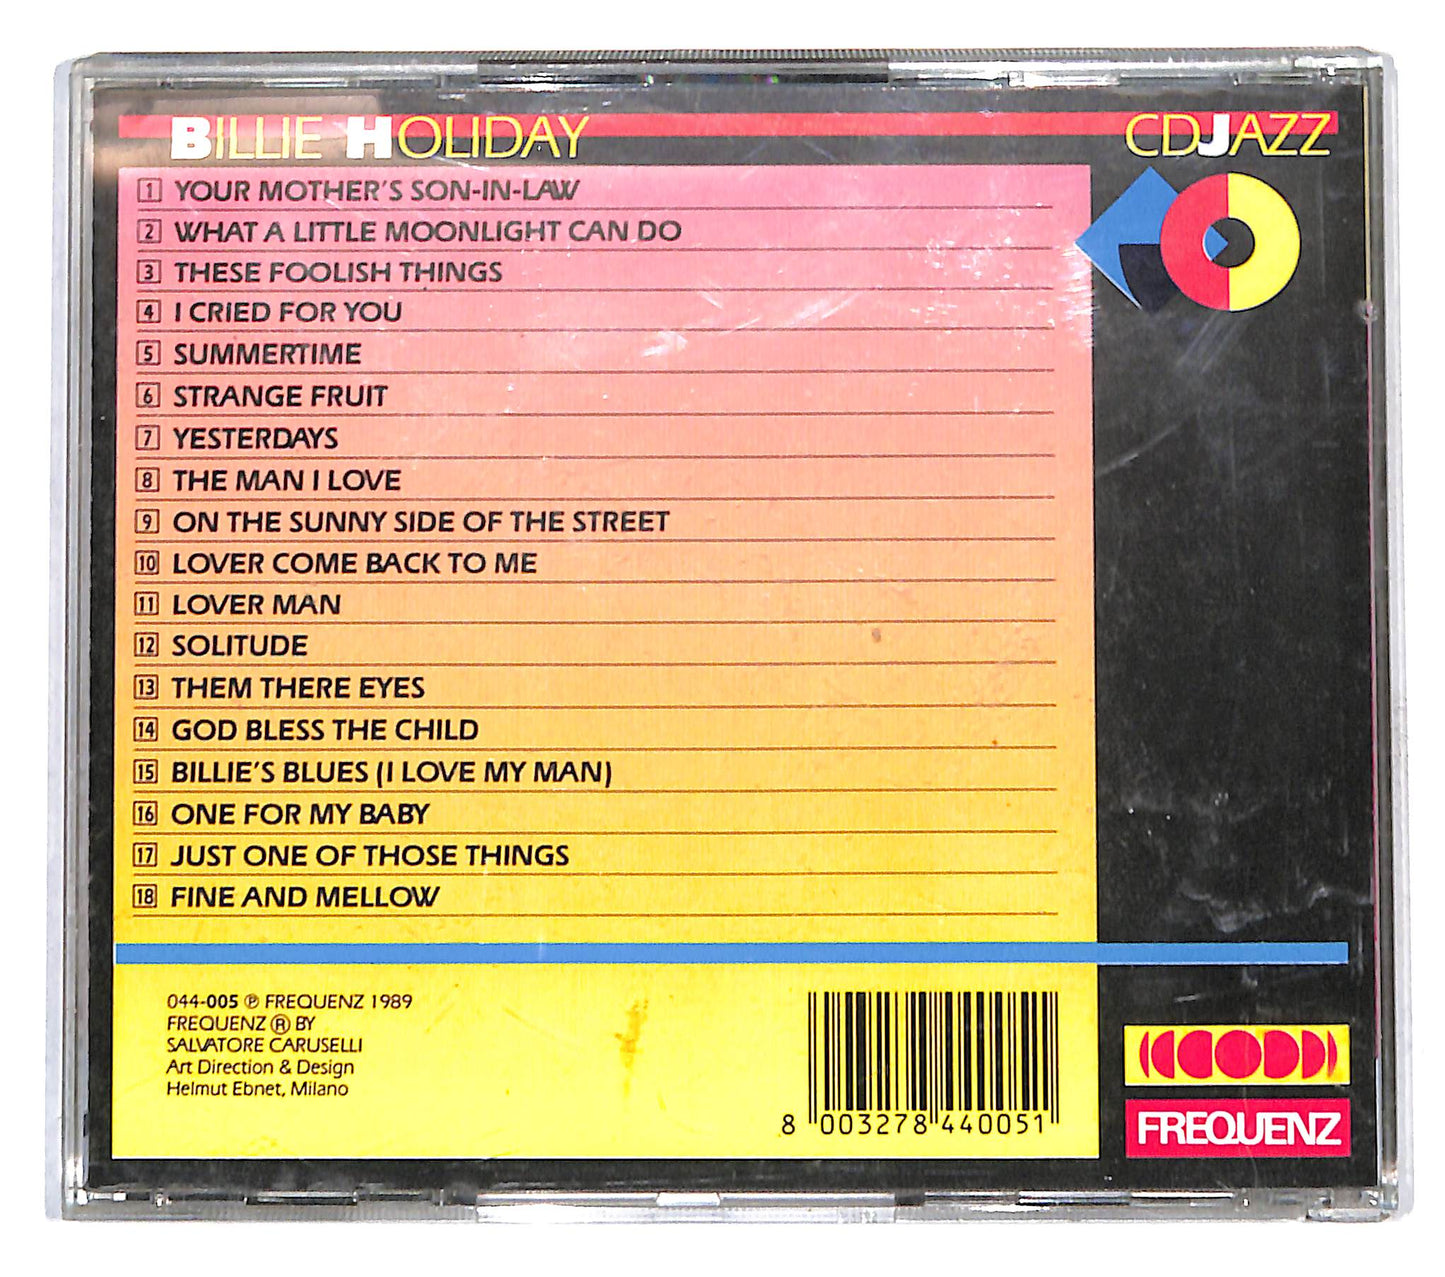 BILLIE HOLIDAY
CDJAZZ
1 YOUR MOTHER'S SON-IN-LAW
2 WHAT A LITTLE MOONLIGHT CAN DO
3 THESE FOOLISH THINGS
4 I CRIED FOR YOU
5 SUMMERTIME
6 STRANGE FRUIT
7 YESTERDAYS
8 THE MAN I LOVE
9 ON THE SUNNY SIDE OF THE STREET
10 LOVER COME BACK TO ME
11 LOVER MAN
12 SOLITUDE
13 THEM THERE EYES
14 GOD BLESS THE CHILD
15 BILLIE'S BLUES (I LOVE MY MAN)
16 ONE FOR MY BABY
17 JUST ONE OF THOSE THINGS
18 FINE AND MELLOW
044-005 ℗ FREQUENZ 1989
FREQUENZ ® BY
SALVATORE CARUSELLI
Art Direction & Design
Helmut Ebnet, Milano
8 003278 440051
FREQUENZ